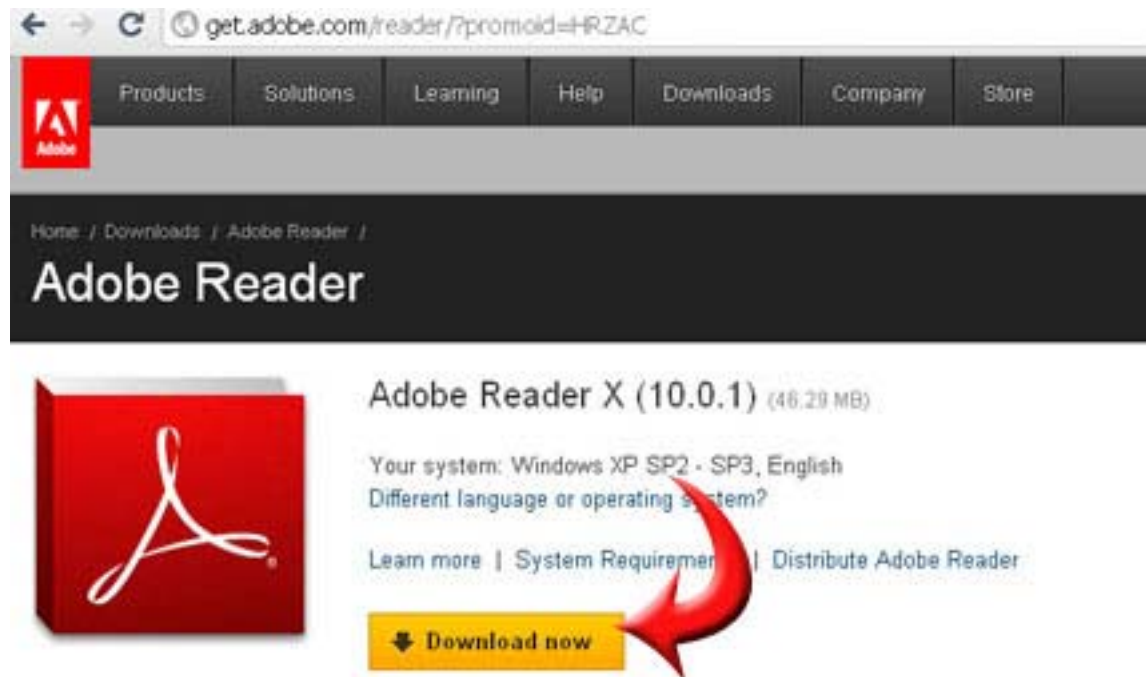 get.adobe.com/reader/?promoid=HRZAC
Products Solutions Learning Help Downloads Company Store
Adobe
Home / Downloads / Adobe Reader /
Adobe Reader
Adobe Reader X (10.0.1) (46.29 MB)
Your system: Windows XP SP2 - SP3, English
Different language or operating system?
Learn more | System Requirements | Distribute Adobe Reader
Download now